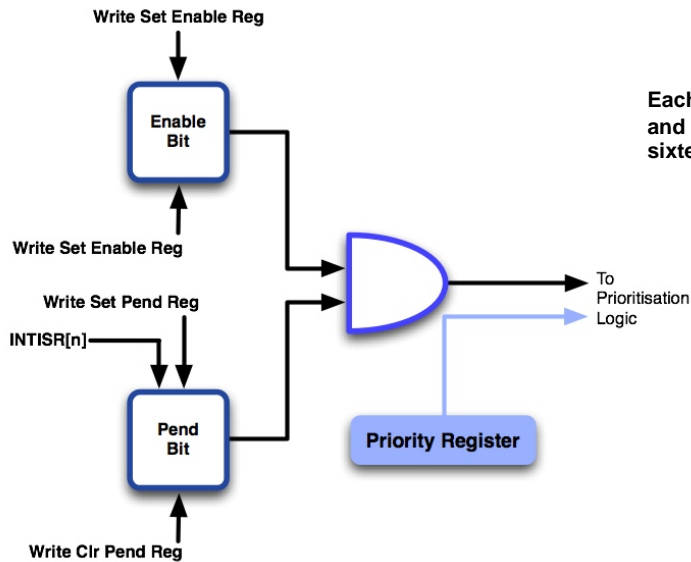 Write Set Enable Reg
Enable
Bit
Write Set Enable Reg
Write Set Pend Reg
INTISR[n]
Pend
Bit
Write Clr Pend Reg
To
Prioritisation
Logic
Priority Register
Each
and
sixte